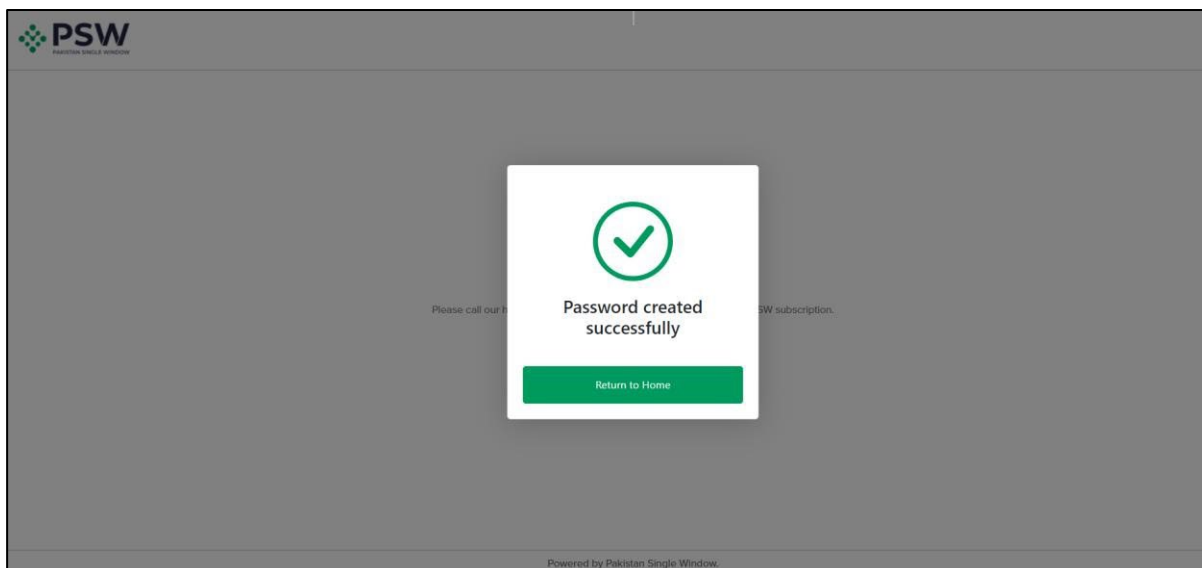 PSW
PAKISTAN SINGLE WINDOW
Please call our h
Password created
successfully
SW subscription.
Return to Home
Powered by Pakistan Single Window.